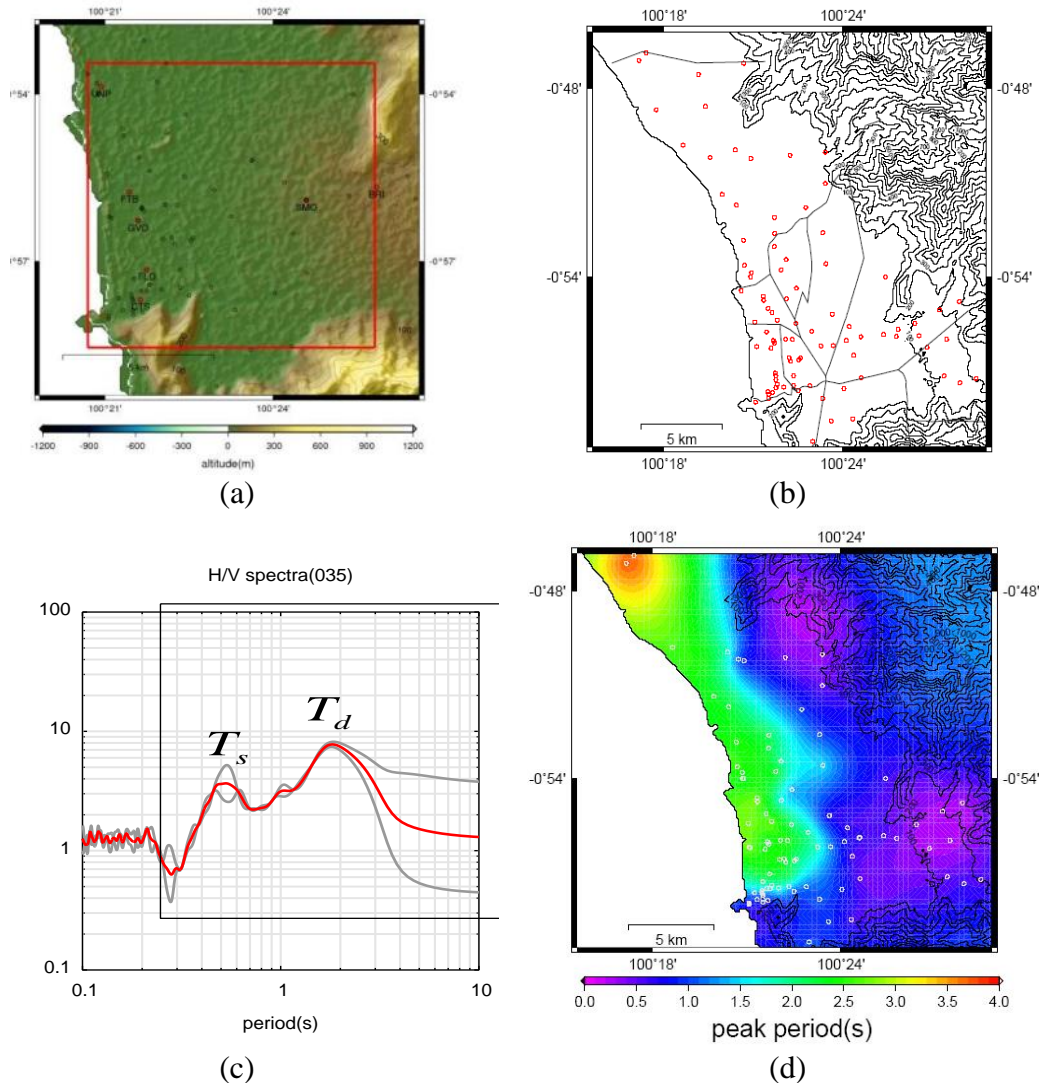 100°21' 100°24'
-0°54' -0°54'
UNP
PTB
BRI
SMO
GVO
-0°57' -0°57'
100°21' 100°24'
-1200 -900 -600 -300 0 300 600 900 1200
altitude(m)
(a)
100°18' 100°24'
-0°48' -0°48'
-0°54' -0°54'
5 km
100°18' 100°24'
(b)
H/V spectra(035)
100
10
1
0.1
T_s
T_d
0.1 1 10
period(s)
(c)
100°18' 100°24'
-0°48' -0°48'
-0°54' -0°54'
5 km
100°18' 100°24'
0.0 0.5 1.0 1.5 2.0 2.5 3.0 3.5 4.0
peak period(s)
(d)